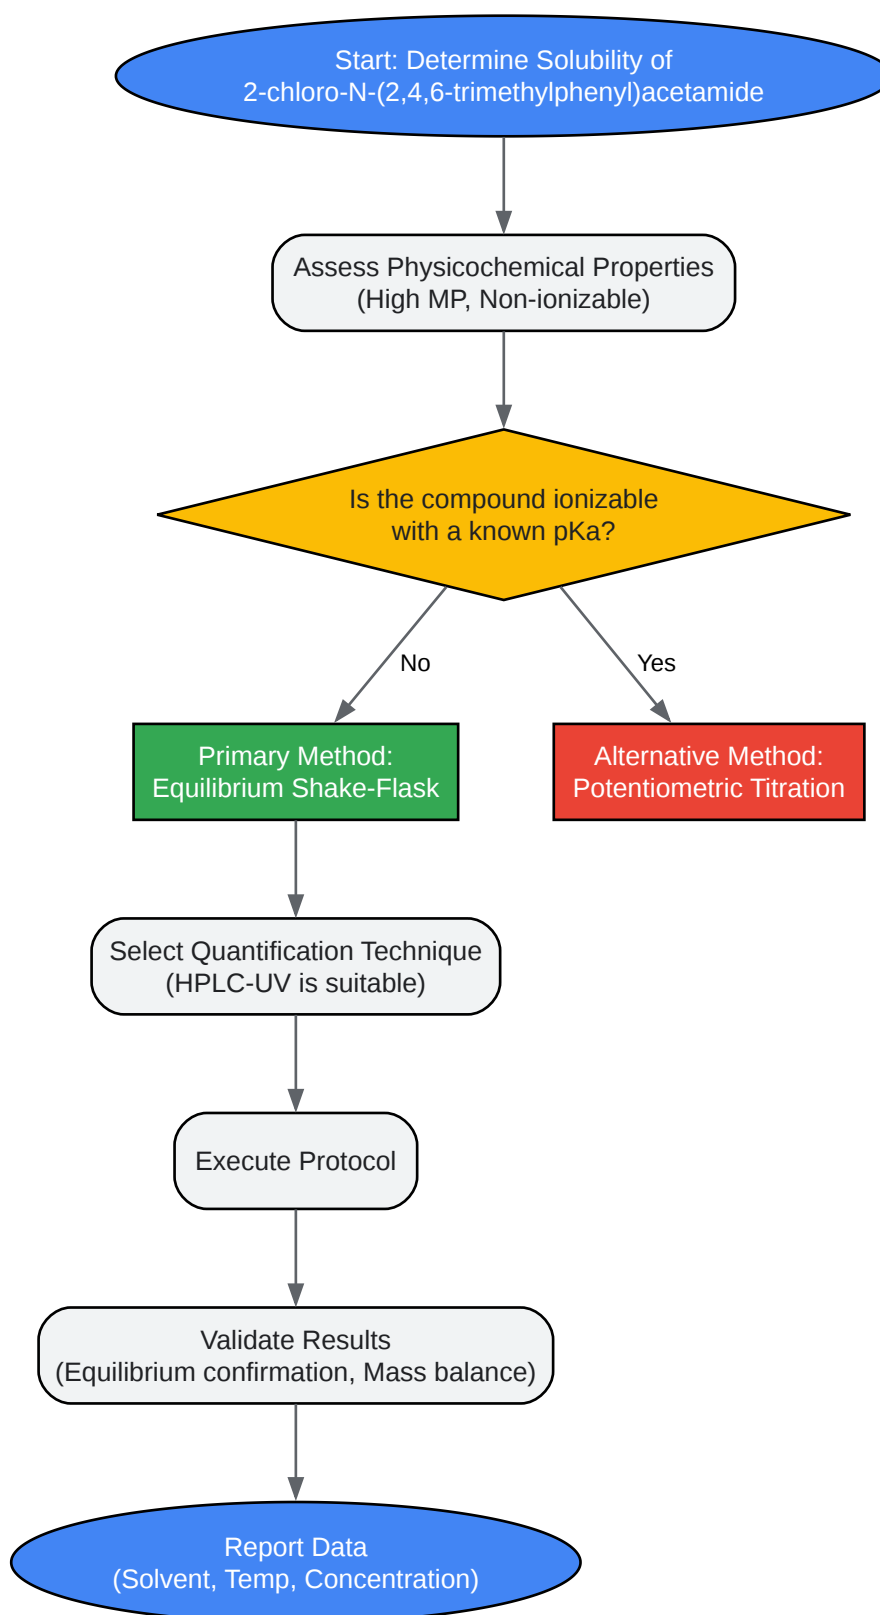 Start: Determine Solubility of
2-chloro-N-(2,4,6-trimethylphenyl)acetamide
Assess Physicochemical Properties
(High MP, Non-ionizable)
Is the compound ionizable
with a known pKa?
No
Yes
Primary Method:
Equilibrium Shake-Flask
Alternative Method:
Potentiometric Titration
Select Quantification Technique
(HPLC-UV is suitable)
Execute Protocol
Validate Results
(Equilibrium confirmation, Mass balance)
Report Data
(Solvent, Temp, Concentration)